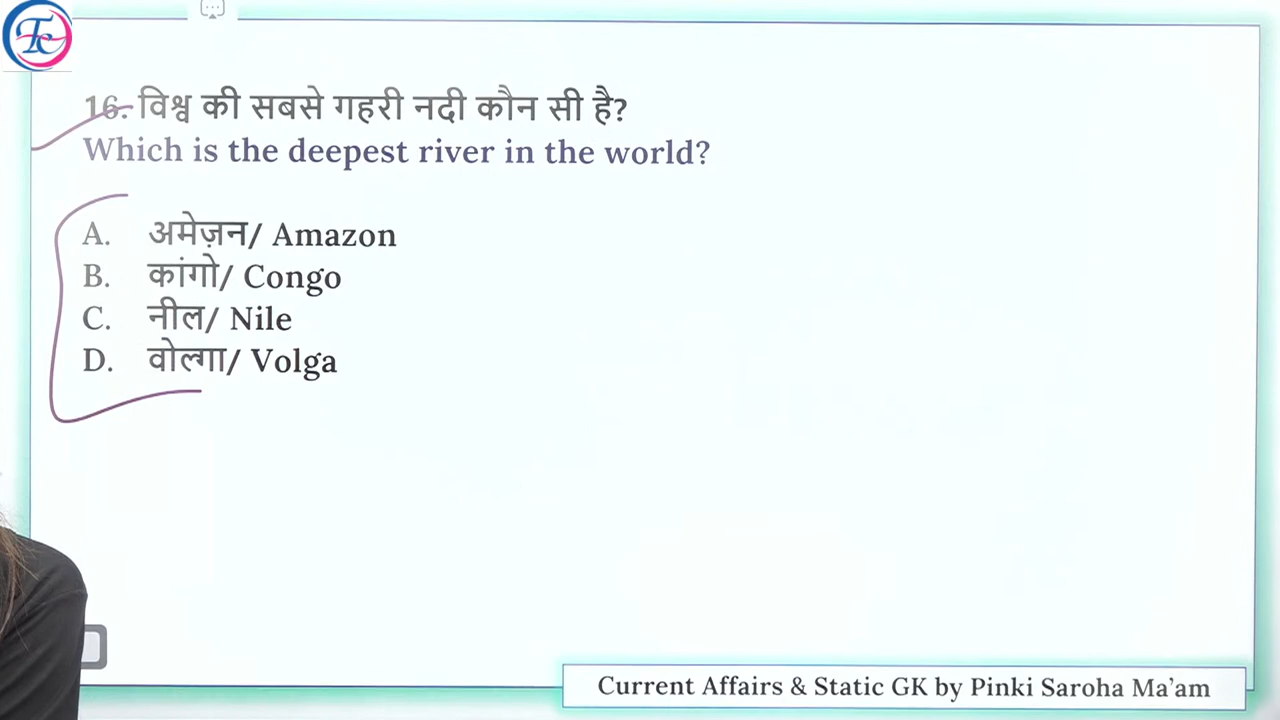 Tc
16. विश्व की सबसे गहरी नदी कौन सी है?
Which is the deepest river in the world?
A. अमेज़न/ Amazon
B. कांगो/ Congo
C. नील/ Nile
D. वोल्गा/ Volga
Current Affairs & Static GK by Pinki Saroha Ma'am